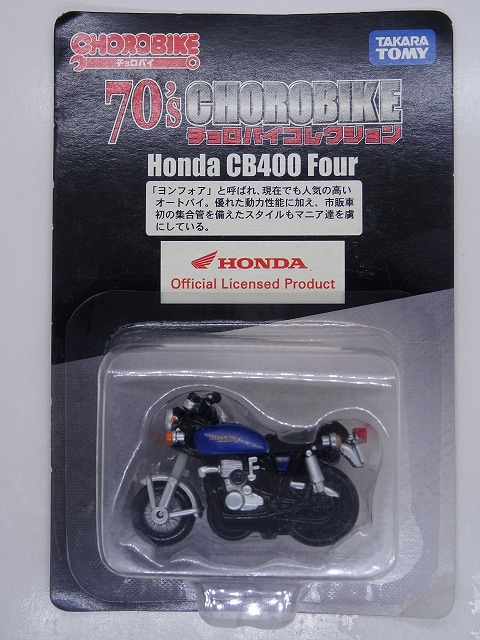 CHOROBIKE
チョロバイ
TAKARA
TOMY
70's CHOROBIKE
チョロバイコレクション
Honda CB400 Four
「ヨンフォア」と呼ばれ、現在でも人気の高い
オートバイ。優れた動力性能に加え、市販車
初の集合管を備えたスタイルもマニア達を虜
にしている。
HONDA
Official Licensed Product